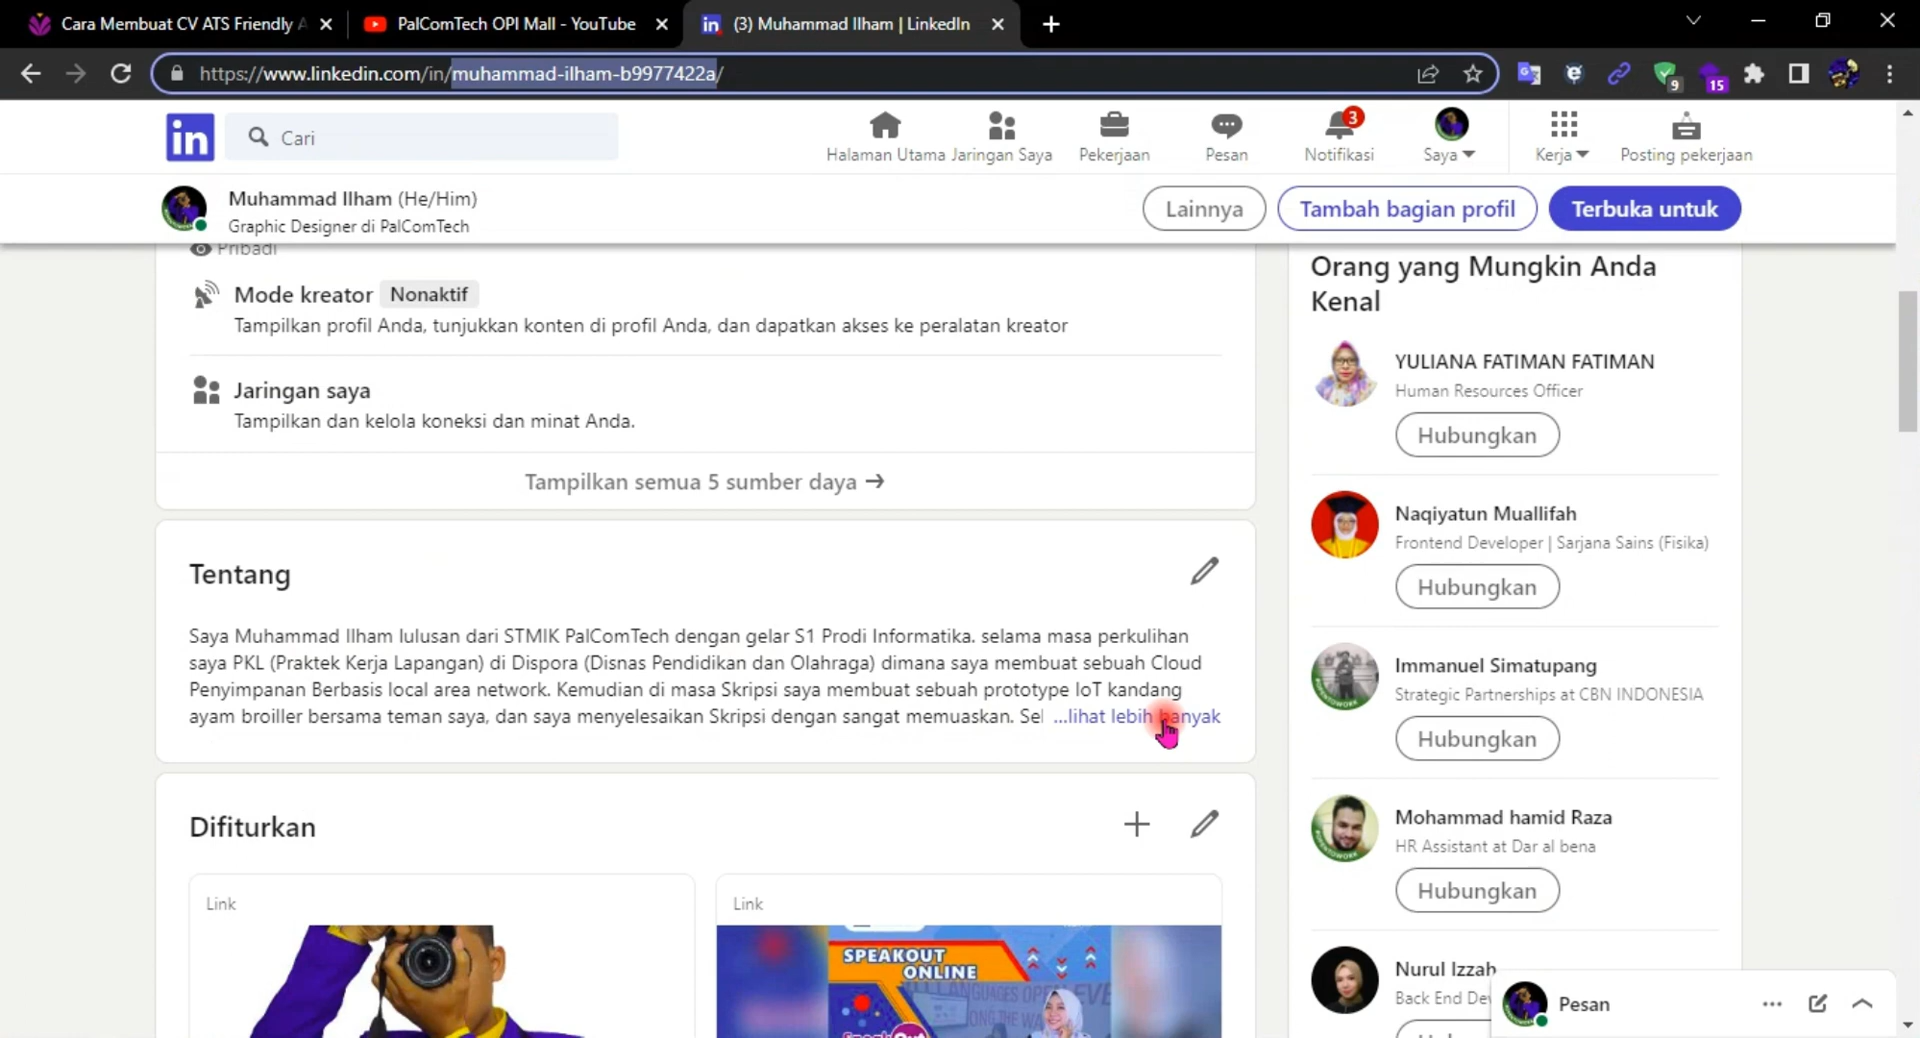 Cara Membuat CV ATS Friendly
PalComTech OPI Mall - YouTube
(3) Muhammad Ilham | LinkedIn
https://www.linkedin.com/in/muhammad-ilham-b9977422a/
9
15
in
Cari
Halaman Utama
Jaringan Saya
Pekerjaan
Pesan
3
Notifikasi
Saya
Kerja
Posting pekerjaan
Muhammad Ilham (He/Him)
Graphic Designer di PalComTech
Lainnya
Tambah bagian profil
Terbuka untuk
Pribadi
Mode kreator Nonaktif
Tampilkan profil Anda, tunjukkan konten di profil Anda, dan dapatkan akses ke peralatan kreator
Jaringan saya
Tampilkan dan kelola koneksi dan minat Anda.
Tampilkan semua 5 sumber daya →
Tentang
Saya Muhammad Ilham lulusan dari STMIK PalComTech dengan gelar S1 Prodi Informatika. selama masa perkulihan
saya PKL (Praktek Kerja Lapangan) di Dispora (Disnas Pendidikan dan Olahraga) dimana saya membuat sebuah Cloud
Penyimpanan Berbasis local area network. Kemudian di masa Skripsi saya membuat sebuah prototype IoT kandang
ayam broiller bersama teman saya, dan saya menyelesaikan Skripsi dengan sangat memuaskan. Sel ...lihat lebih banyak
Difiturkan
Link
Link
SPEAKOUT
ONLINE
Orang yang Mungkin Anda
Kenal
YULIANA FATIMAN FATIMAN
Human Resources Officer
Hubungkan
Naqiyatun Muallifah
Frontend Developer | Sarjana Sains (Fisika)
Hubungkan
Immanuel Simatupang
Strategic Partnerships at CBN INDONESIA
Hubungkan
Mohammad hamid Raza
HR Assistant at Dar al bena
Hubungkan
Nurul Izzah
Back End De
Pesan